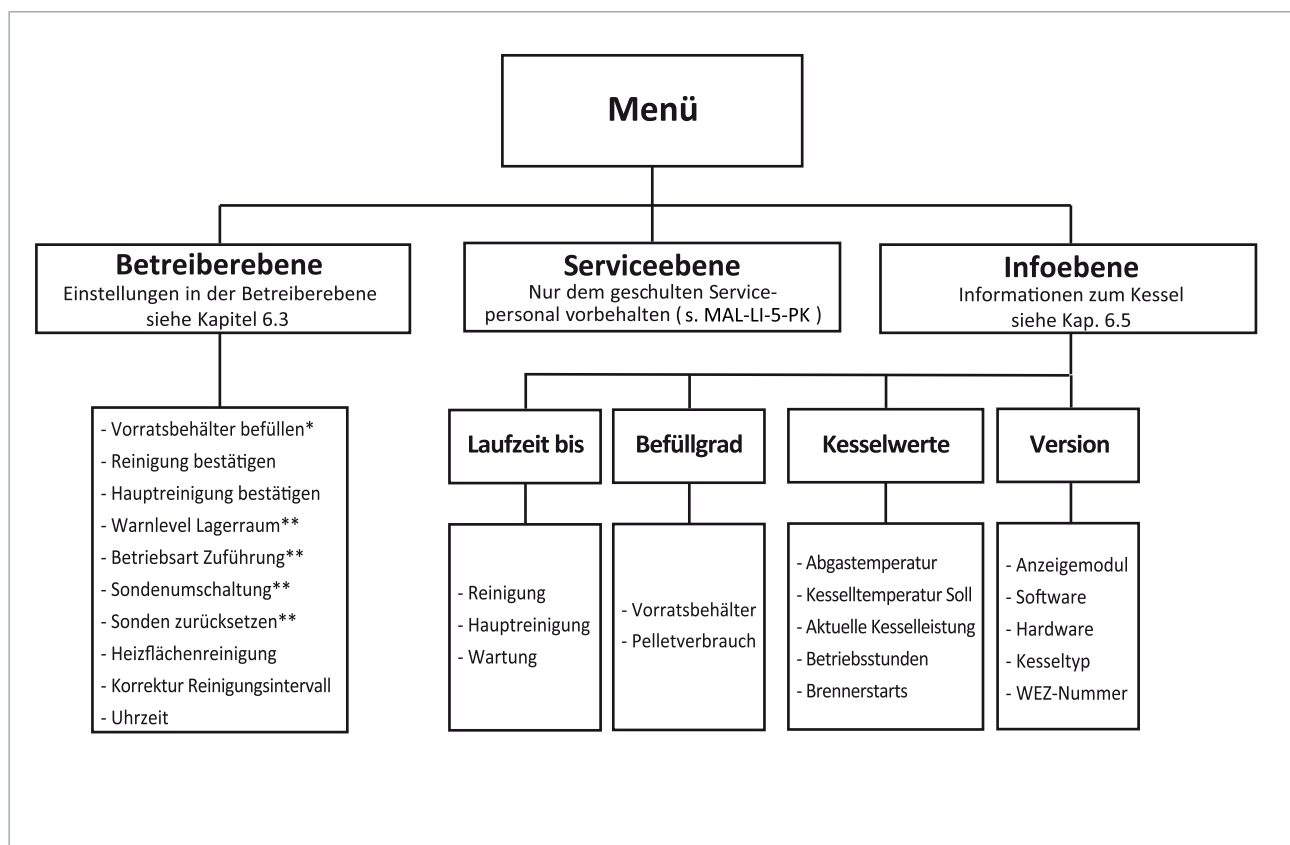 Menü
Betreiberebene
Einstellungen in der Betreiberebene
siehe Kapitel 6.3
Serviceebene
Nur dem geschulten Service-
personal vorbehalten ( s. MAL-LI-5-PK )
Infoebene
Informationen zum Kessel
siehe Kap. 6.5
- Vorratsbehälter befüllen*
- Reinigung bestätigen
- Hauptreinigung bestätigen
- Warnlevel Lagerraum**
- Betriebsart Zuführung**
- Sondenumschaltung**
- Sonden zurücksetzen**
- Heizflächenreinigung
- Korrektur Reinigungsintervall
- Uhrzeit
Laufzeit bis
- Reinigung
- Hauptreinigung
- Wartung
Befüllgrad
- Vorratsbehälter
- Pelletverbrauch
Kesselwerte
- Abgastemperatur
- Kesselltemperatur Soll
- Aktuelle Kesselleistung
- Betriebsstunden
- Brennerstarts
Version
- Anzeigemodul
- Software
- Hardware
- Kesseltyp
- WEZ-Nummer